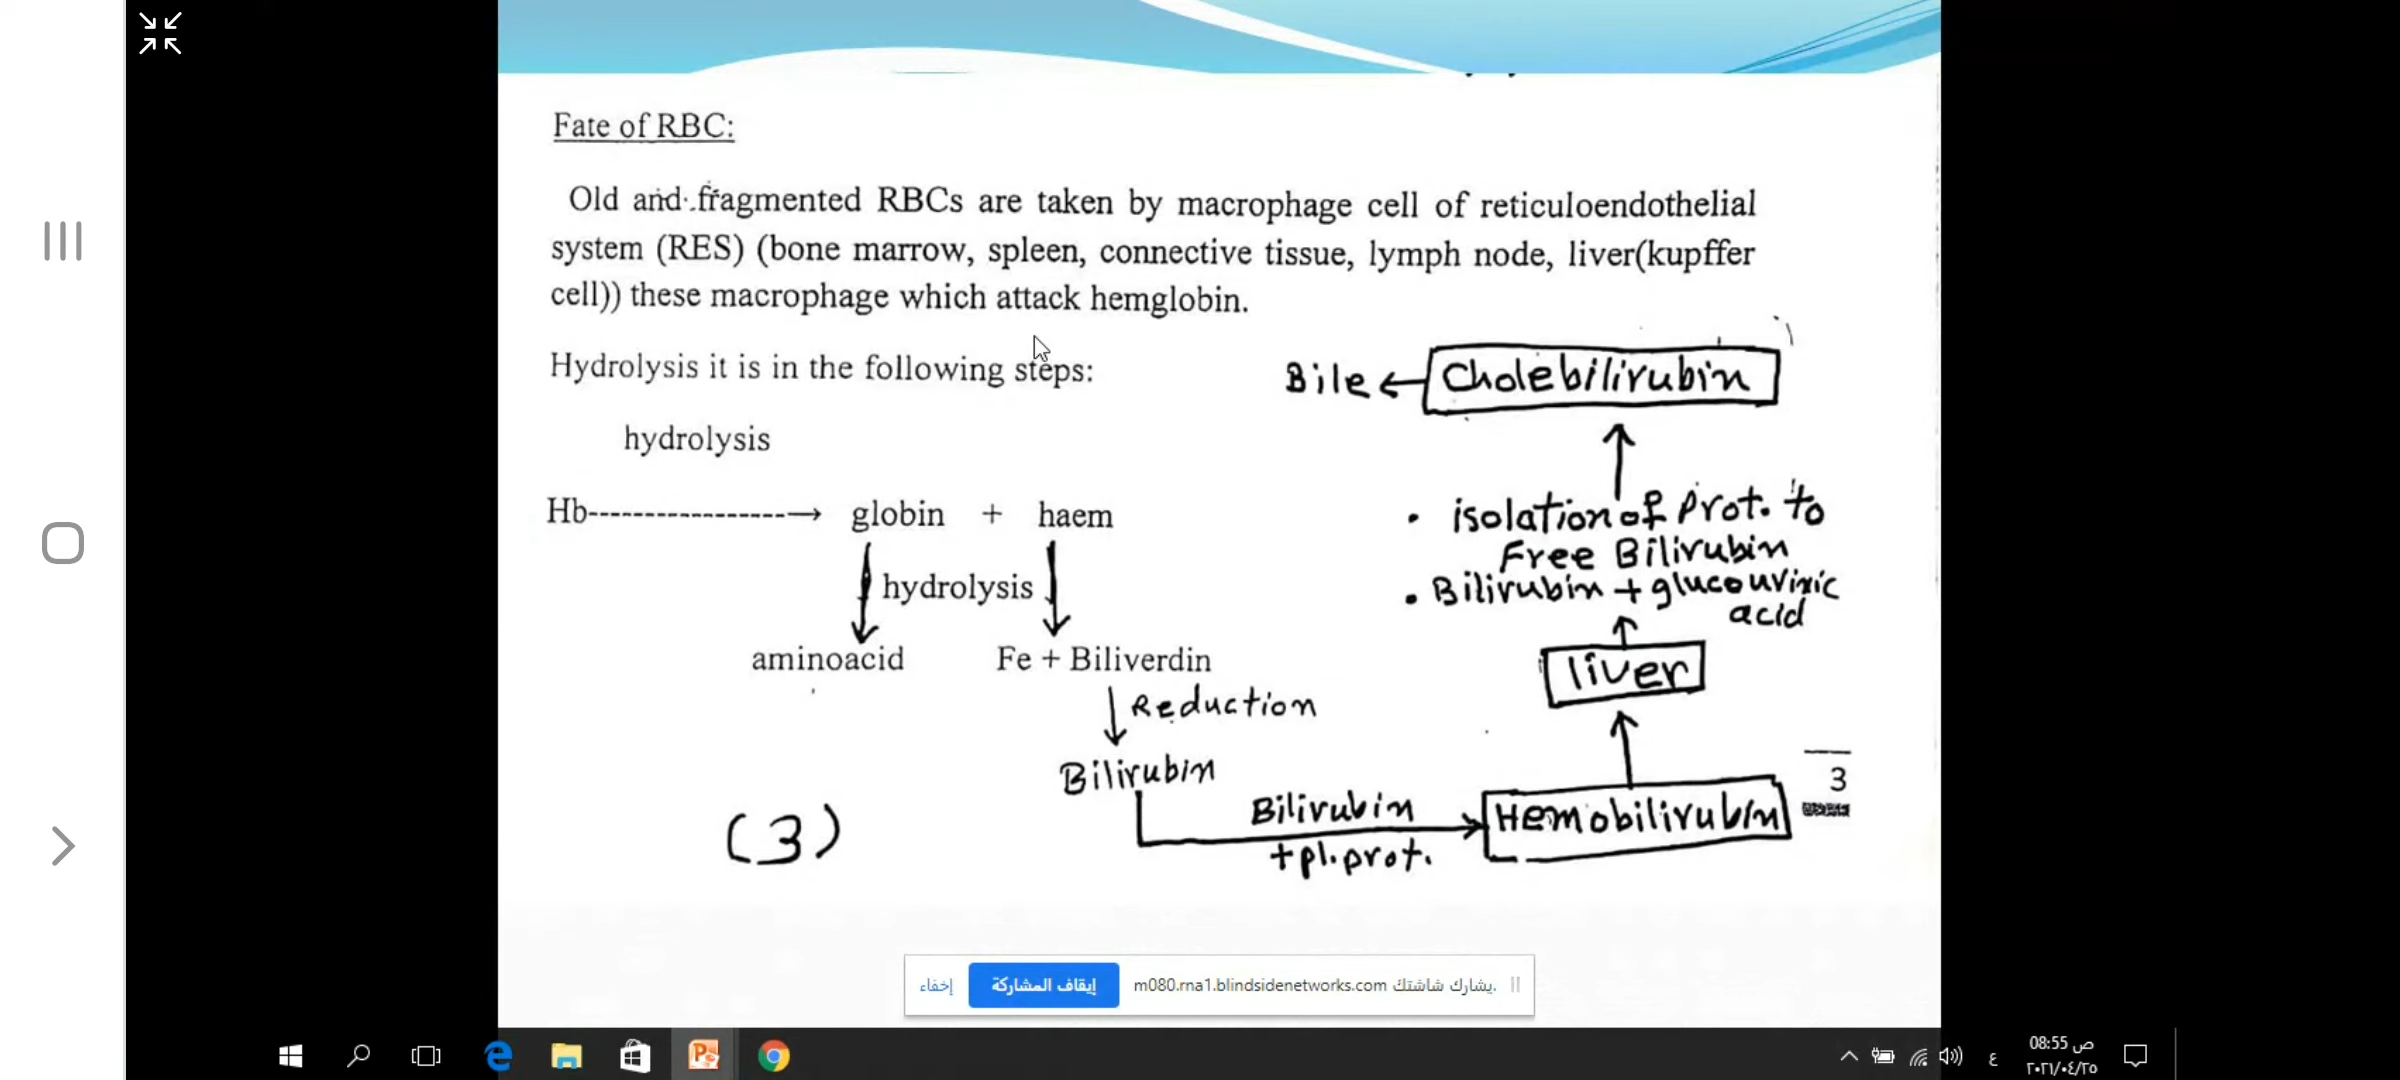 Fate of RBC:
Old and fragmented RBCs are taken by macrophage cell of reticuloendothelial
system (RES) (bone marrow, spleen, connective tissue, lymph node, liver(kupffer
cell)) these macrophage which attack hemglobin.
Hydrolysis it is in the following steps:
hydrolysis
Hb------------------→ globin + haem
hydrolysis
aminoacid Fe + Biliverdin
Reduction
Bilirubin
Bilirubin
+ pl.prot.
Hemobilirubin
liver
• isolation of Prot. to
Free Bilirubin
• Bilirubin + glucouvinic
acid
Cholebilirubin
Bile
(3)
3
m080.rna1.blindsidenetworks.com يشارك شاشتك.
إيقاف المشاركة
إخفاء
ع
08:55 ص
٢٠٢١/٠٤/٢٥